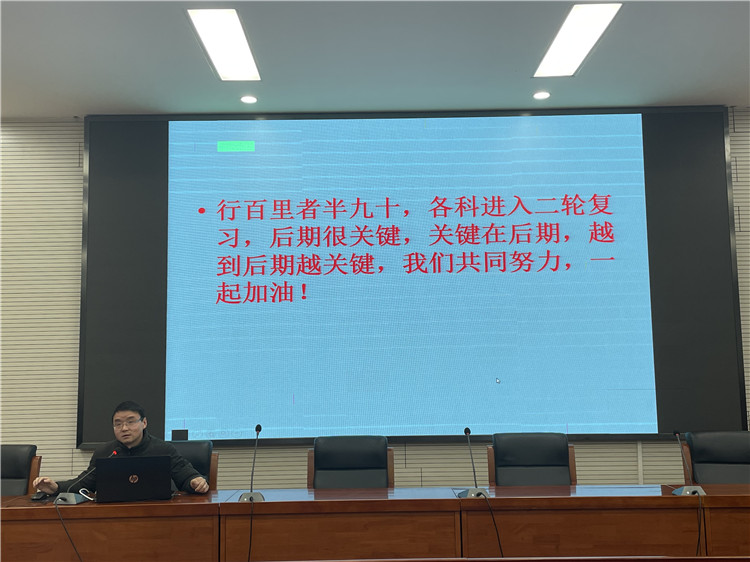 • 行百里者半九十，各科进入二轮复
习，后期很关键，关键在后期，越
到后期越关键，我们共同努力，一
起加油！
hp